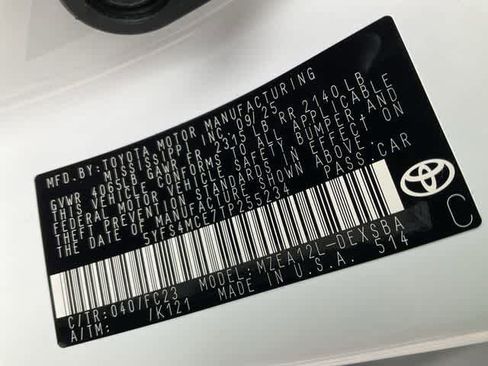 MFD.BY:TOYOTA MOTOR MANUFACTURING
MISSISSIPPI, INC. 09/25
GVWR 4065LB GAWR FR 2315LB RR 2140LB
THIS VEHICLE CONFORMS TO ALL APPLICABLE
FEDERAL MOTOR VEHICLE SAFETY, BUMPER AND
THEFT PREVENTION STANDARDS IN EFFECT ON
THE DATE OF MANUFACTURE SHOWN ABOVE.
5YFS4MCE71P255234 PASS.CAR
C/TR:040/FC23 MODEL:MZEA12L-DEXSBA
A/TM: /K121 MADE IN U.S.A. 514
C